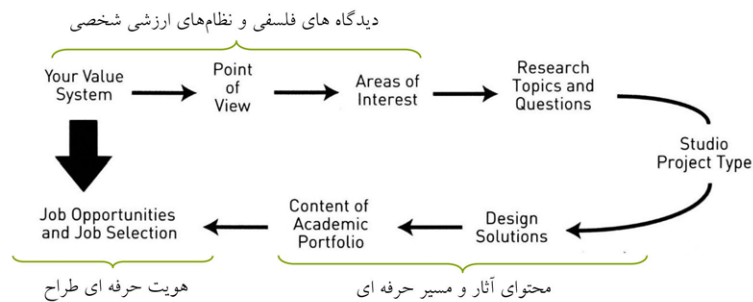 دیدگاه های فلسفی و نظام‌های ارزشی شخصی
Your Value
System
Point
of
View
Areas of
Interest
Research
Topics and
Questions
Studio
Project Type
Design
Solutions
Content of
Academic
Portfolio
Job Opportunities
and Job Selection
محتوای آثار و مسیر حرفه ای
هویت حرفه ای طراح